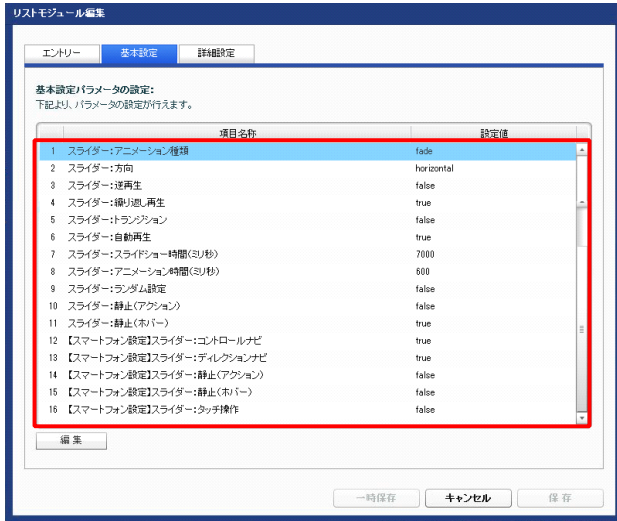 リストモジュール編集
エントリー 基本設定 詳細設定
基本設定パラメータの設定:
下記より、パラメータの設定が行えます。
項目名称 設定値
1 スライダー:アニメーション種類 fade
2 スライダー:方向 horizontal
3 スライダー:逆再生 false
4 スライダー:繰り返し再生 true
5 スライダー:トランジション false
6 スライダー:自動再生 true
7 スライダー:スライドショー時間(ミリ秒) 7000
8 スライダー:アニメーション時間(ミリ秒) 600
9 スライダー:ランダム設定 false
10 スライダー:静止(アクション) false
11 スライダー:静止(ホバー) true
12 【スマートフォン設定】スライダー:コントロールナビ true
13 【スマートフォン設定】スライダー:ディレクションナビ true
14 【スマートフォン設定】スライダー:静止(アクション) false
15 【スマートフォン設定】スライダー:静止(ホバー) false
16 【スマートフォン設定】スライダー:タッチ操作 false
編集
一時保存 キャンセル 保存